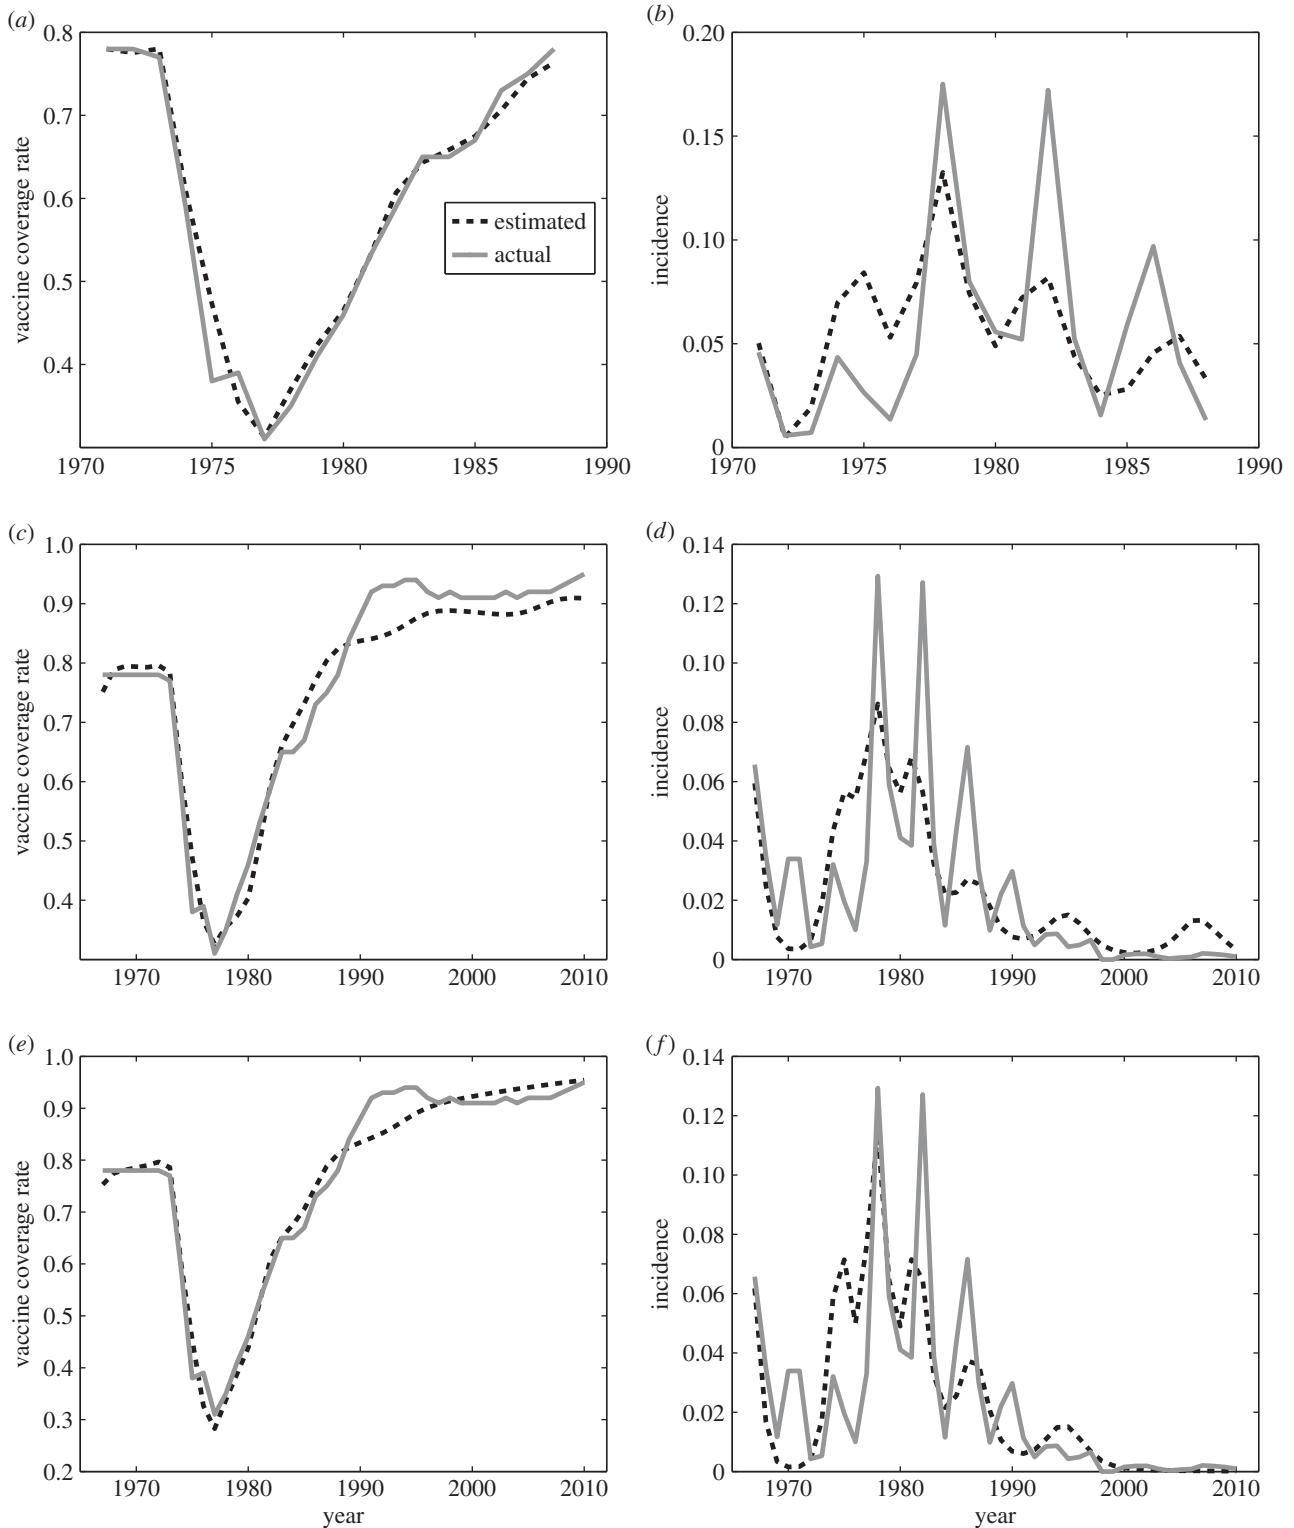 (a)
0.8
0.7
0.6
0.5
0.4
vaccine coverage rate
estimated
actual
1970 1975 1980 1985 1990
(b)
0.20
0.15
0.10
0.05
0
incidence
1970 1975 1980 1985 1990
(c)
1.0
0.9
0.8
0.7
0.6
0.5
0.4
vaccine coverage rate
1970 1980 1990 2000 2010
(d)
0.14
0.12
0.10
0.08
0.06
0.04
0.02
0
incidence
1970 1980 1990 2000 2010
(e)
1.0
0.9
0.8
0.7
0.6
0.5
0.4
0.3
0.2
vaccine coverage rate
1970 1980 1990 2000 2010
year
(f)
0.14
0.12
0.10
0.08
0.06
0.04
0.02
0
incidence
1970 1980 1990 2000 2010
year